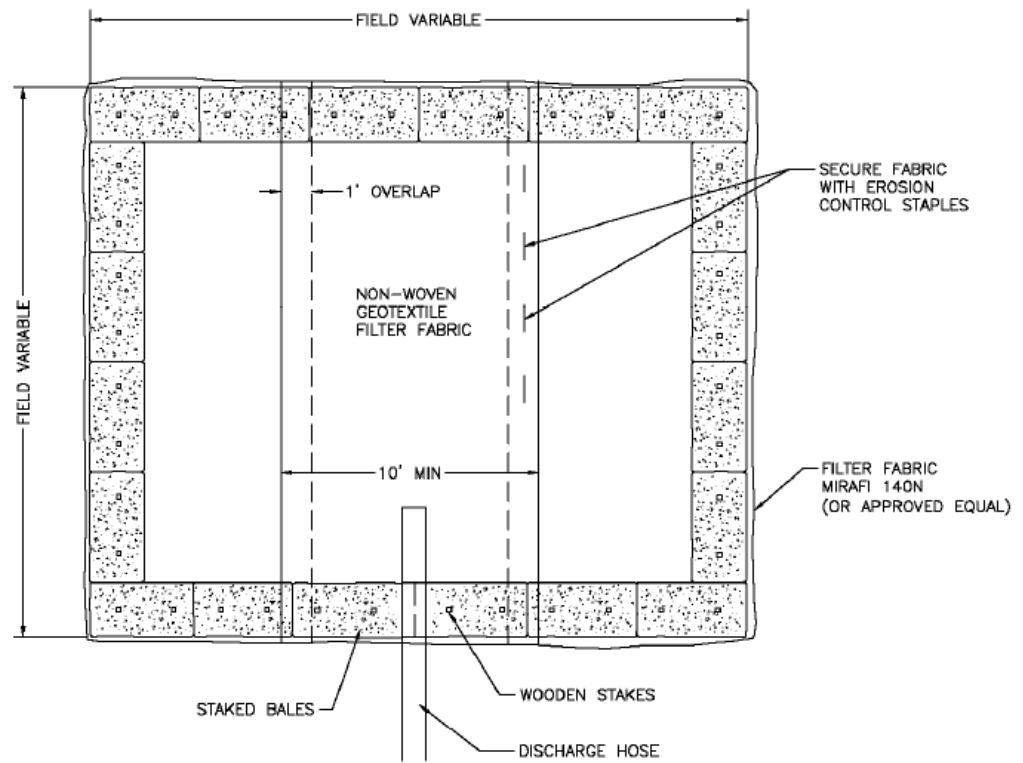 FIELD VARIABLE
1' OVERLAP
SECURE FABRIC
WITH EROSION
CONTROL STAPLES
NON-WOVEN
GEOTEXTILE
FILTER FABRIC
FIELD VARIABLE
10' MIN
FILTER FABRIC
MIRAFI 140N
(OR APPROVED EQUAL)
STAKED BALES
WOODEN STAKES
DISCHARGE HOSE